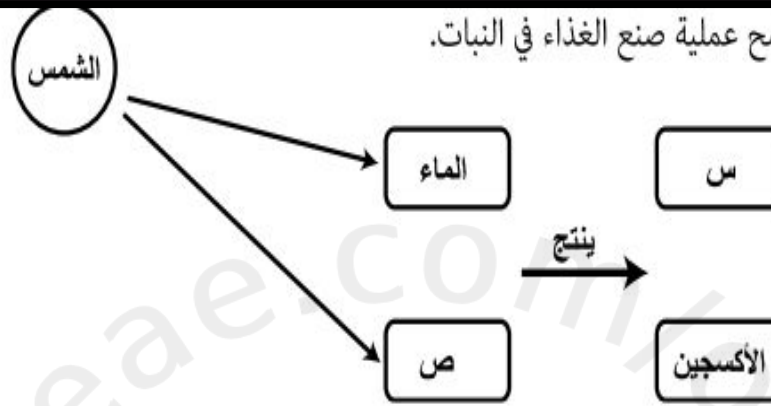 عملية صنع الغذاء في النبات.
الشمس
الماء
س
ينتج
ص
الأكسجين